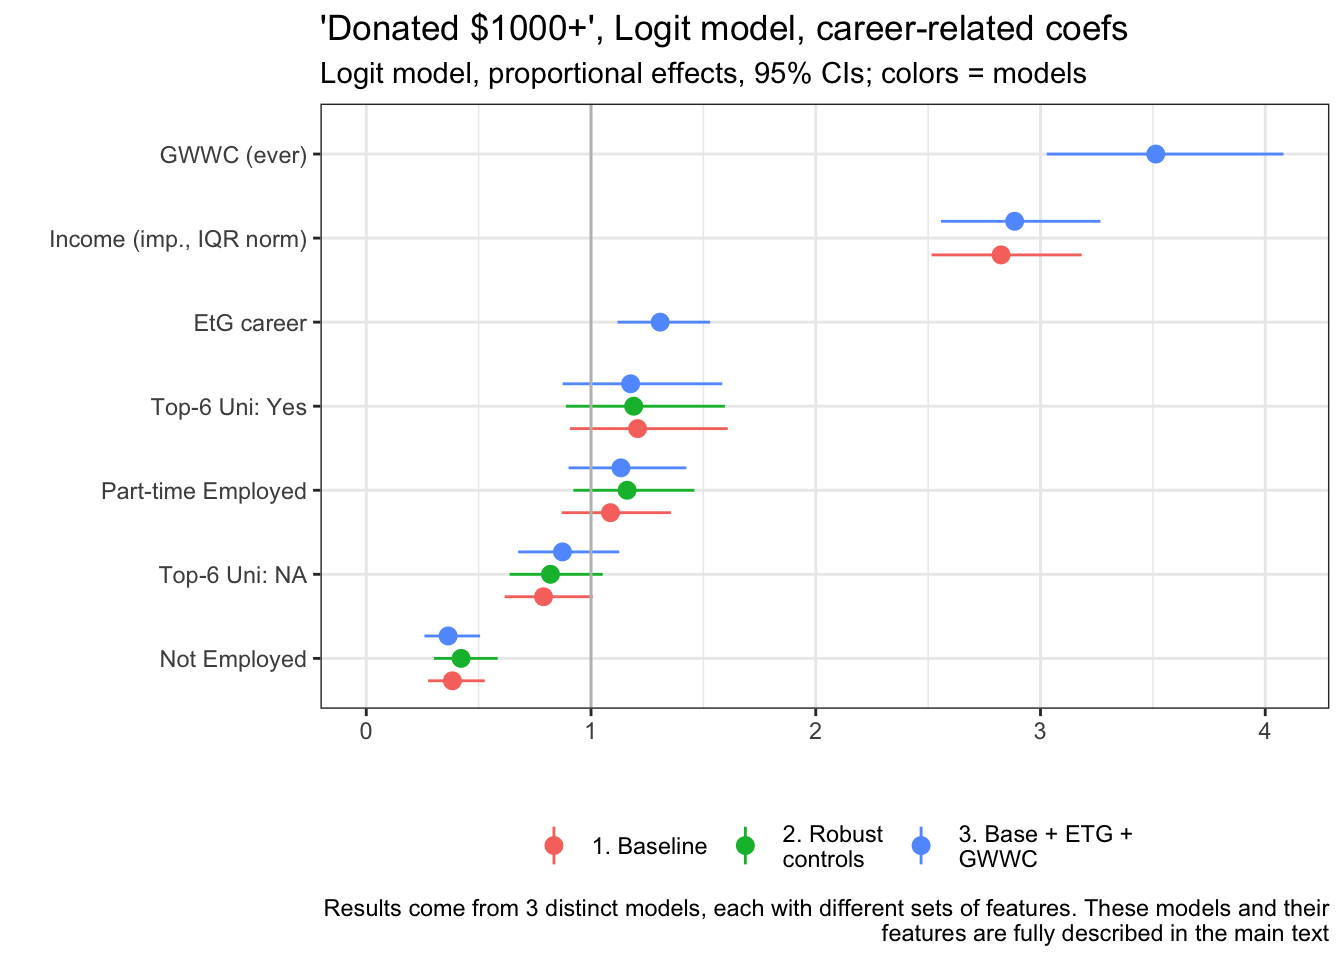 'Donated $1000+', Logit model, career-related coefs
Logit model, proportional effects, 95% CIs; colors = models
GWWC (ever)
Income (imp., IQR norm)
EtG career
Top-6 Uni: Yes
Part-time Employed
Top-6 Uni: NA
Not Employed
0 1 2 3 4
1. Baseline
2. Robust
controls
3. Base + ETG +
GWWC
Results come from 3 distinct models, each with different sets of features. These models and their
features are fully described in the main text